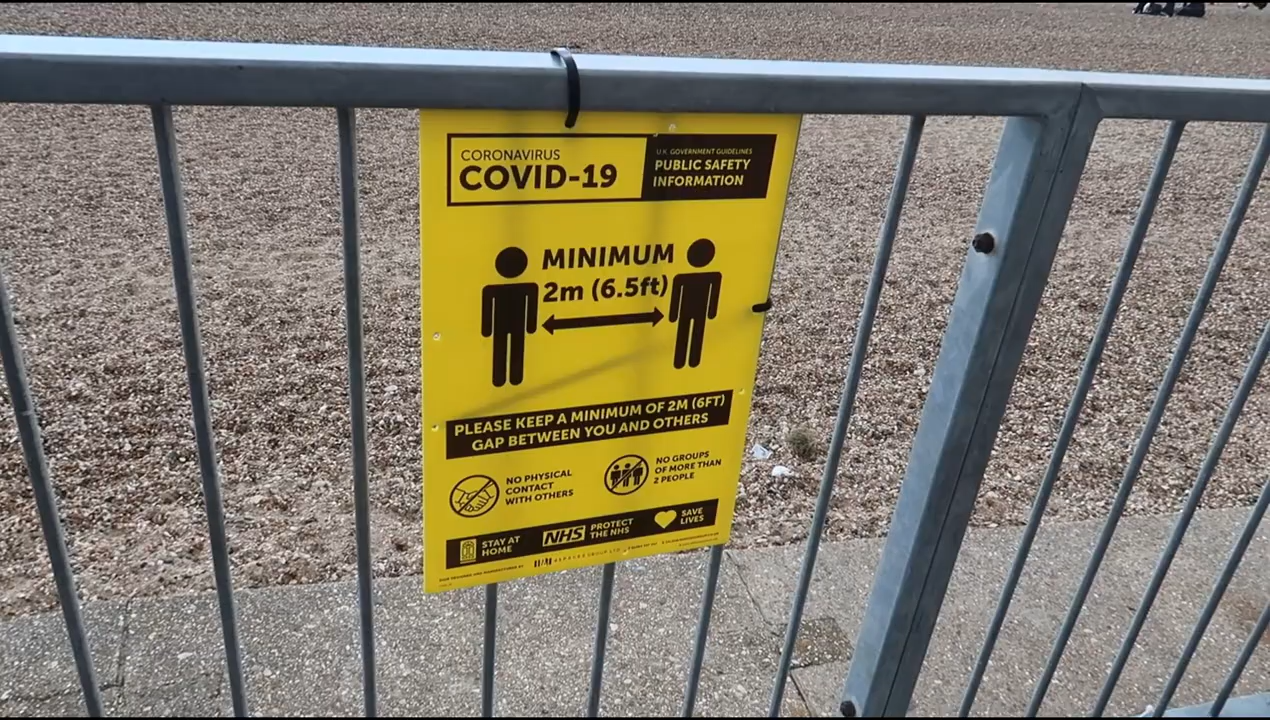 CORONAVIRUS
COVID-19
U.K. GOVERNMENT GUIDELINES
PUBLIC SAFETY
INFORMATION
MINIMUM
2m (6.5ft)
PLEASE KEEP A MINIMUM OF 2M (6FT)
GAP BETWEEN YOU AND OTHERS
NO PHYSICAL
CONTACT
WITH OTHERS
NO GROUPS
OF MORE THAN
2 PEOPLE
STAY AT
HOME
NHS
PROTECT
THE NHS
SAVE
LIVES